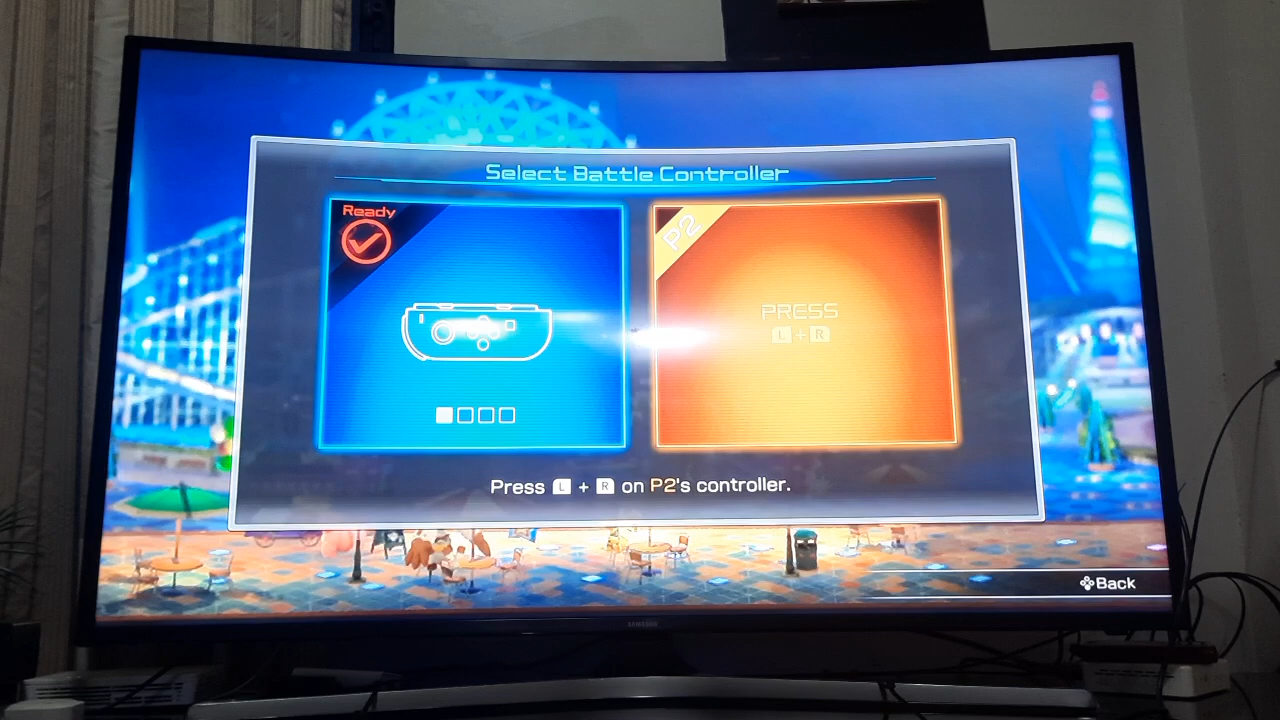 Select Battle Controller
Ready
P2
PRESS
L + R
Press L + R on P2's controller.
Back
SAMSUNG